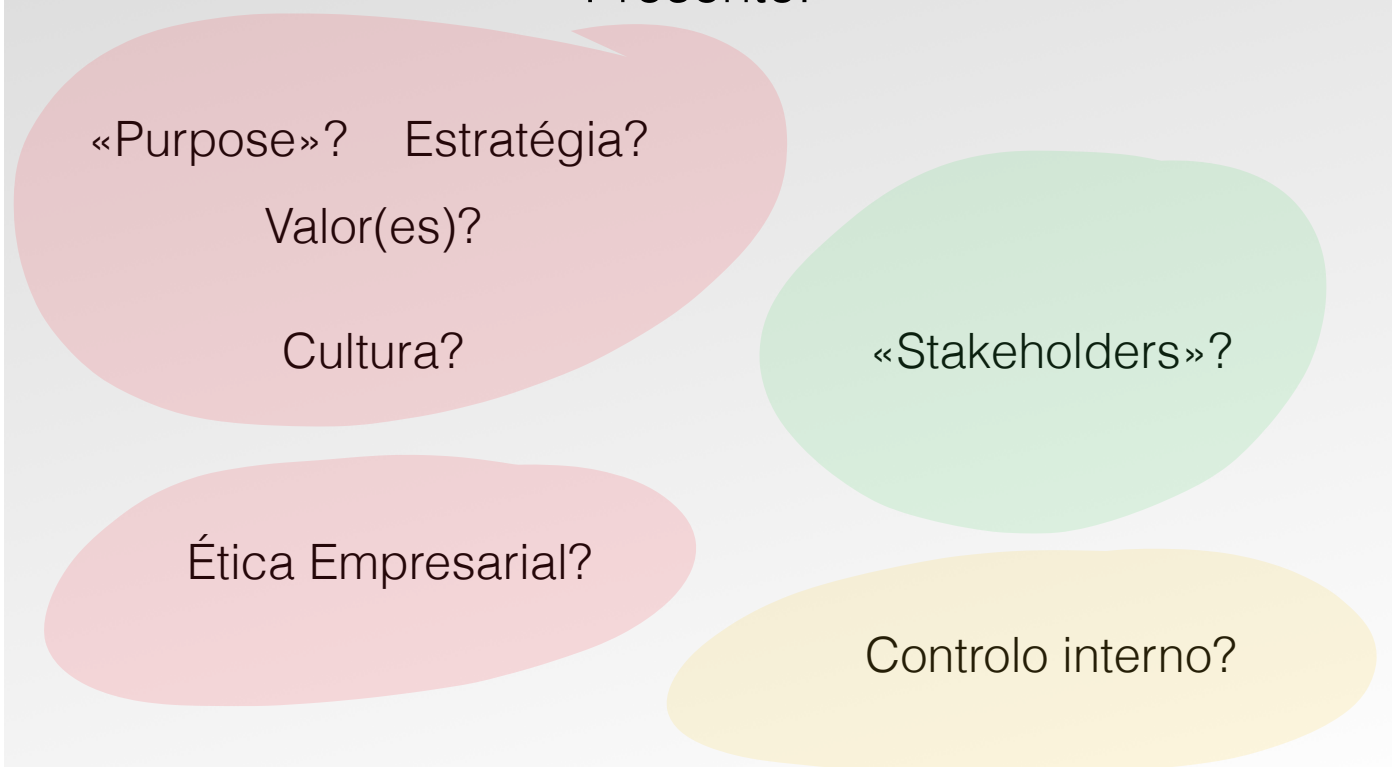 «Purpose»? Estratégia?
Valor(es)?
Cultura?
«Stakeholders»?
Ética Empresarial?
Controlo interno?